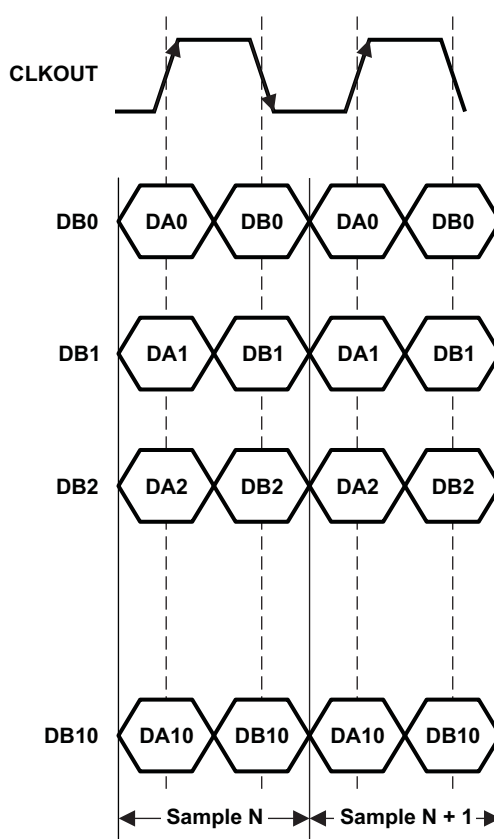 CLKOUT
DB0 DA0 DB0 DA0 DB0
DB1 DA1 DB1 DA1 DB1
DB2 DA2 DB2 DA2 DB2
DB10 DA10 DB10 DA10 DB10
Sample N Sample N + 1